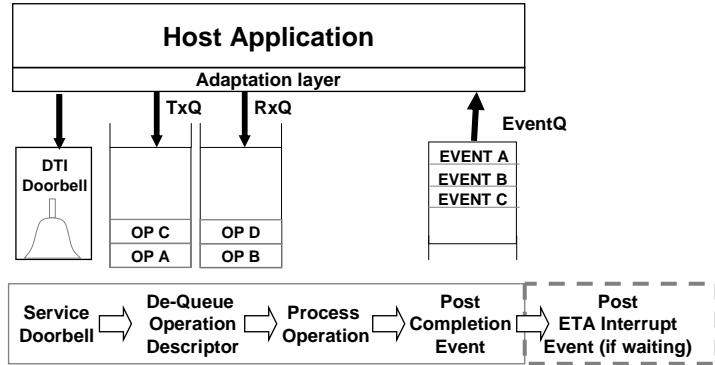 Host Application
Adaptation layer
TxQ
RxQ
EventQ
DTI
Doorbell
OP C
OP A
OP D
OP B
EVENT A
EVENT B
EVENT C
Service
Doorbell
De-Queue
Operation
Descriptor
Process
Operation
Post
Completion
Event
Post
ETA Interrupt
Event (if waiting)